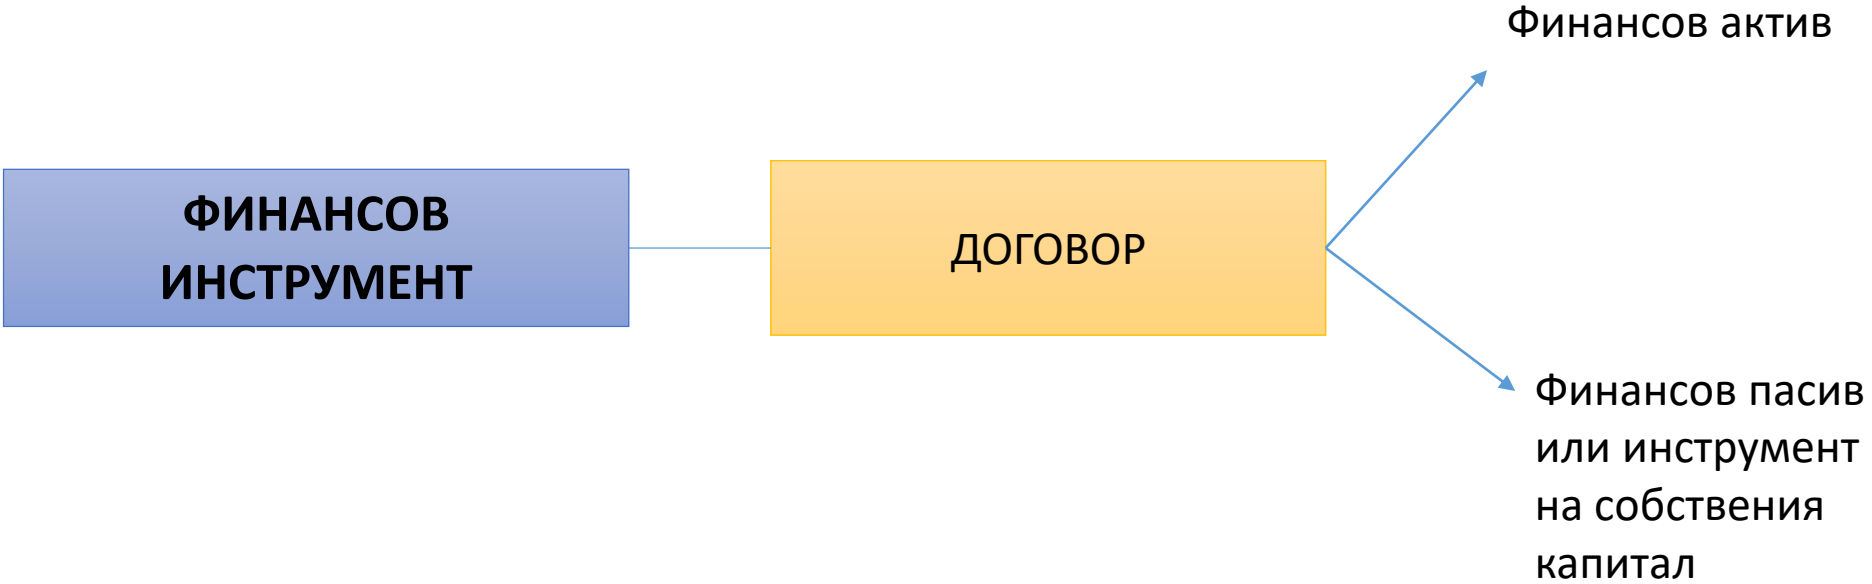 Финансов актив
ФИНАНСОВ
ИНСТРУМЕНТ
ДОГОВОР
Финансов пасив
или инструмент
на собствения
капитал